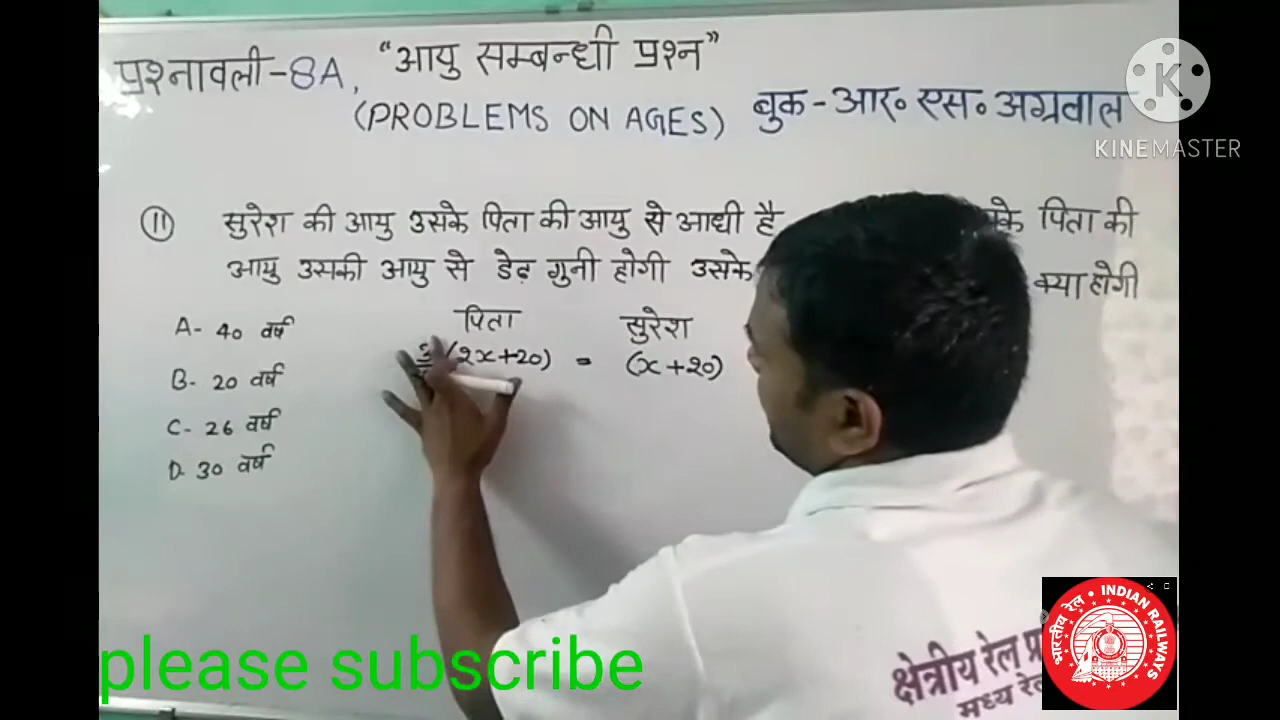 "आयु सम्बन्धी प्रश्न"
प्रश्नावली-8A,
(PROBLEMS ON AGES) बुक-आर॰ एस॰ अग्रवाल
K
KINEMASTER
11 सुरेश की आयु उसके पिता की आयु से आधी है के पिता की
आयु उसकी आयु से डेढ़ गुनी होगी उसके क्या होगी
A- 40 वर्ष
B- 20 वर्ष
C- 26 वर्ष
D. 30 वर्ष
पिता सुरेश
(2x+20) = (x+20)
please subscribe
क्षेत्रीय रेल
मध्य रे
भारतीय रेल • INDIAN RAILWAYS